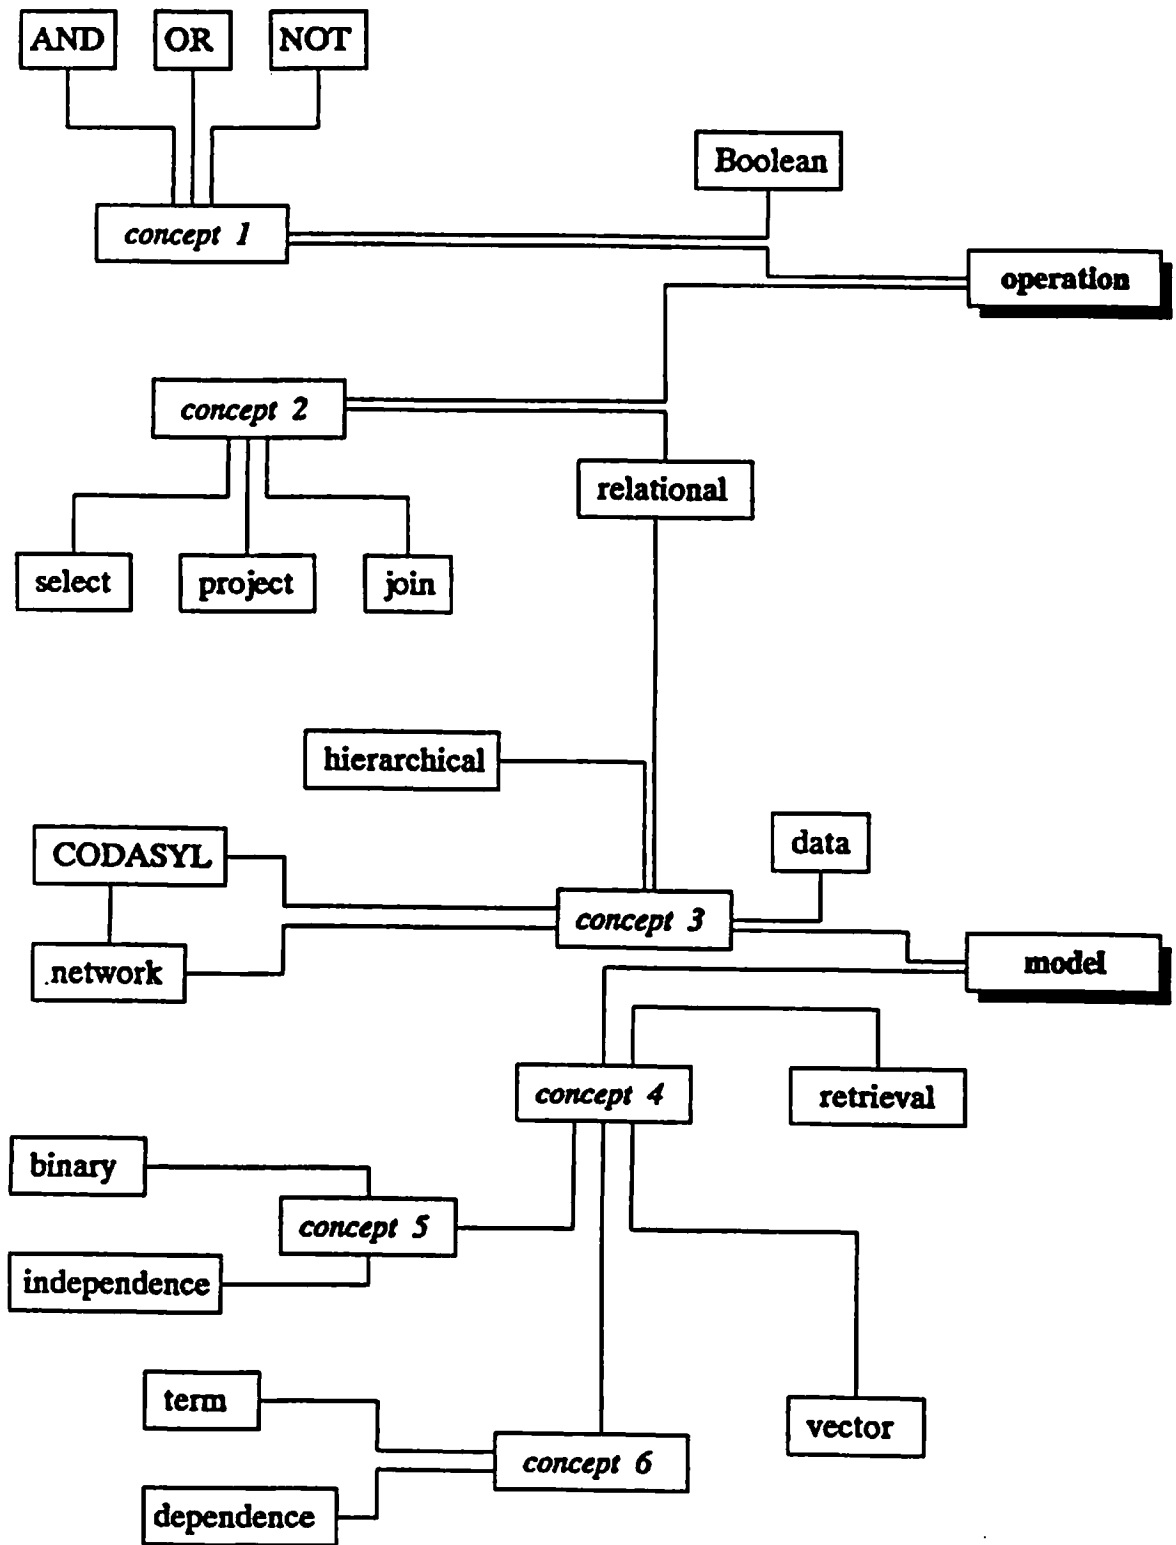 AND OR NOT
Boolean
concept 1
operation
concept 2
relational
select project join
hierarchical
data
CODASYL
concept 3
network
model
concept 4
retrieval
binary
concept 5
independence
term
vector
concept 6
dependence